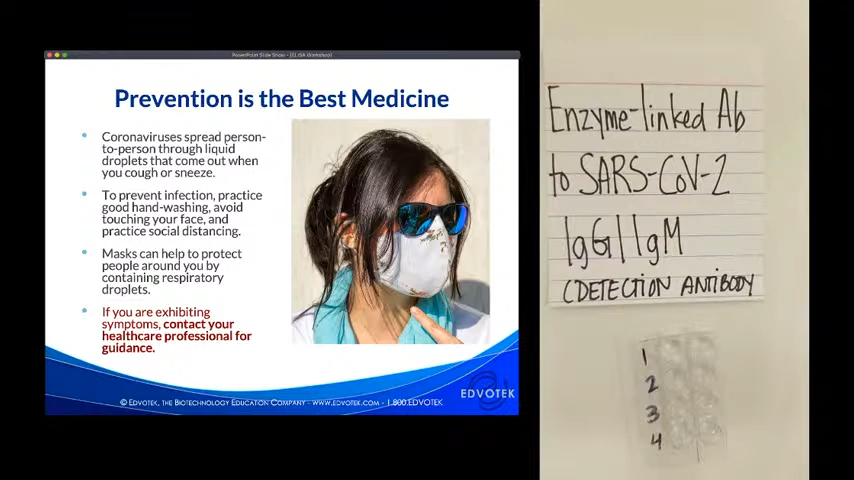 PowerPoint Slide Show - [ELISA Workshop]
Prevention is the Best Medicine
Coronaviruses spread person-
to-person through liquid
droplets that come out when
you cough or sneeze.
To prevent infection, practice
good hand-washing, avoid
touching your face, and
practice social distancing.
Masks can help to protect
people around you by
containing respiratory
droplets.
If you are exhibiting
symptoms, contact your
healthcare professional for
guidance.
EDVOTEK
© EDVOTEK, THE BIOTECHNOLOGY EDUCATION COMPANY - WWW.EDVOTEK.COM - 1.800.EDVOTEK
Enzyme-linked Ab
to SARS-CoV-2
IgG/IgM
(DETECTION ANTIBODY
1
2
3
4